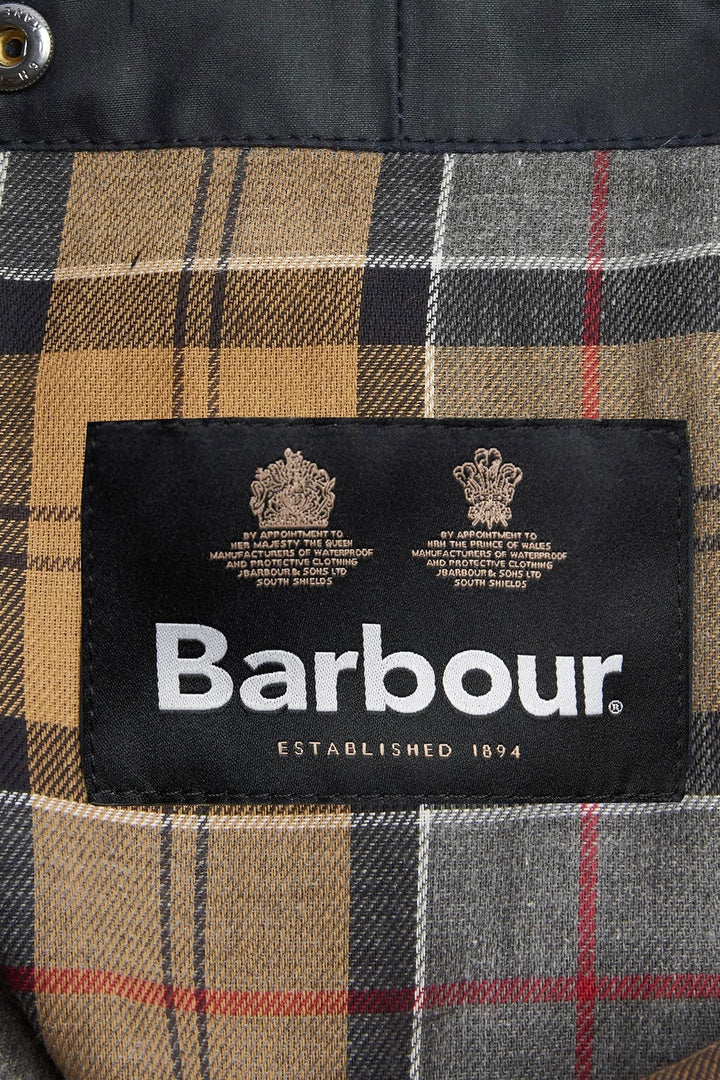 BY APPOINTMENT TO
HER MAJESTY THE QUEEN
MANUFACTURERS OF WATERPROOF
AND PROTECTIVE CLOTHING
J.BARBOUR & SONS LTD
SOUTH SHIELDS
BY APPOINTMENT TO
HRH THE PRINCE OF WALES
MANUFACTURERS OF WATERPROOF
AND PROTECTIVE CLOTHING
J.BARBOUR & SONS LTD
SOUTH SHIELDS
Barbour®
ESTABLISHED 1894